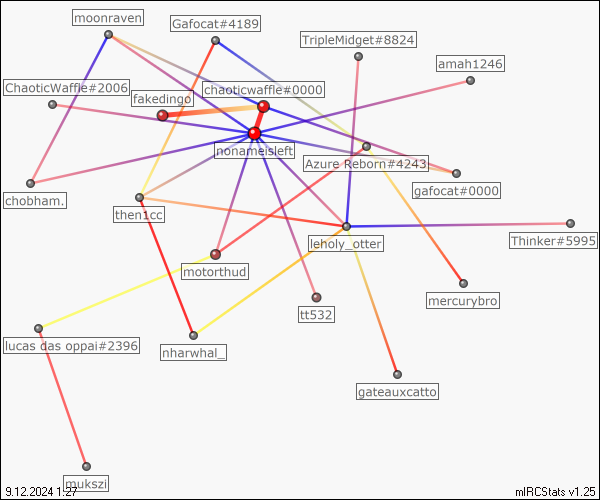 moonraven
Gafocat#4189
TripleMidget#8824
amah1246
ChaoticWaffle#2006
chaoticwaffle#0000
fakedingo
nonameisleft
Azure Reborn#4243
gafocat#0000
chobham.
then1cc
leholy_otter
Thinker#5995
motorthud
mercurybro
tt532
lucas das oppai#2396
nharwhal_
gateauxcatto
mukszi
9.12.2024 1:27
mIRCStats v1.25